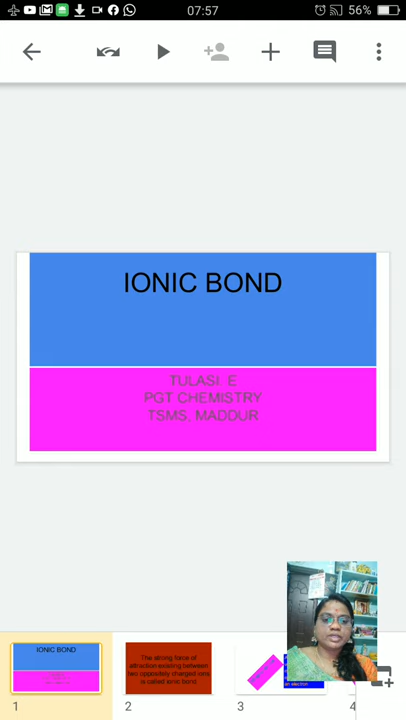 07:57
56%
IONIC BOND
TULASI. E
PGT CHEMISTRY
TSMS, MADDUR
IONIC BOND
The strong force of
attraction existing between
two oppositely charged ions
is called ionic bond
an electron
1
2
3
4